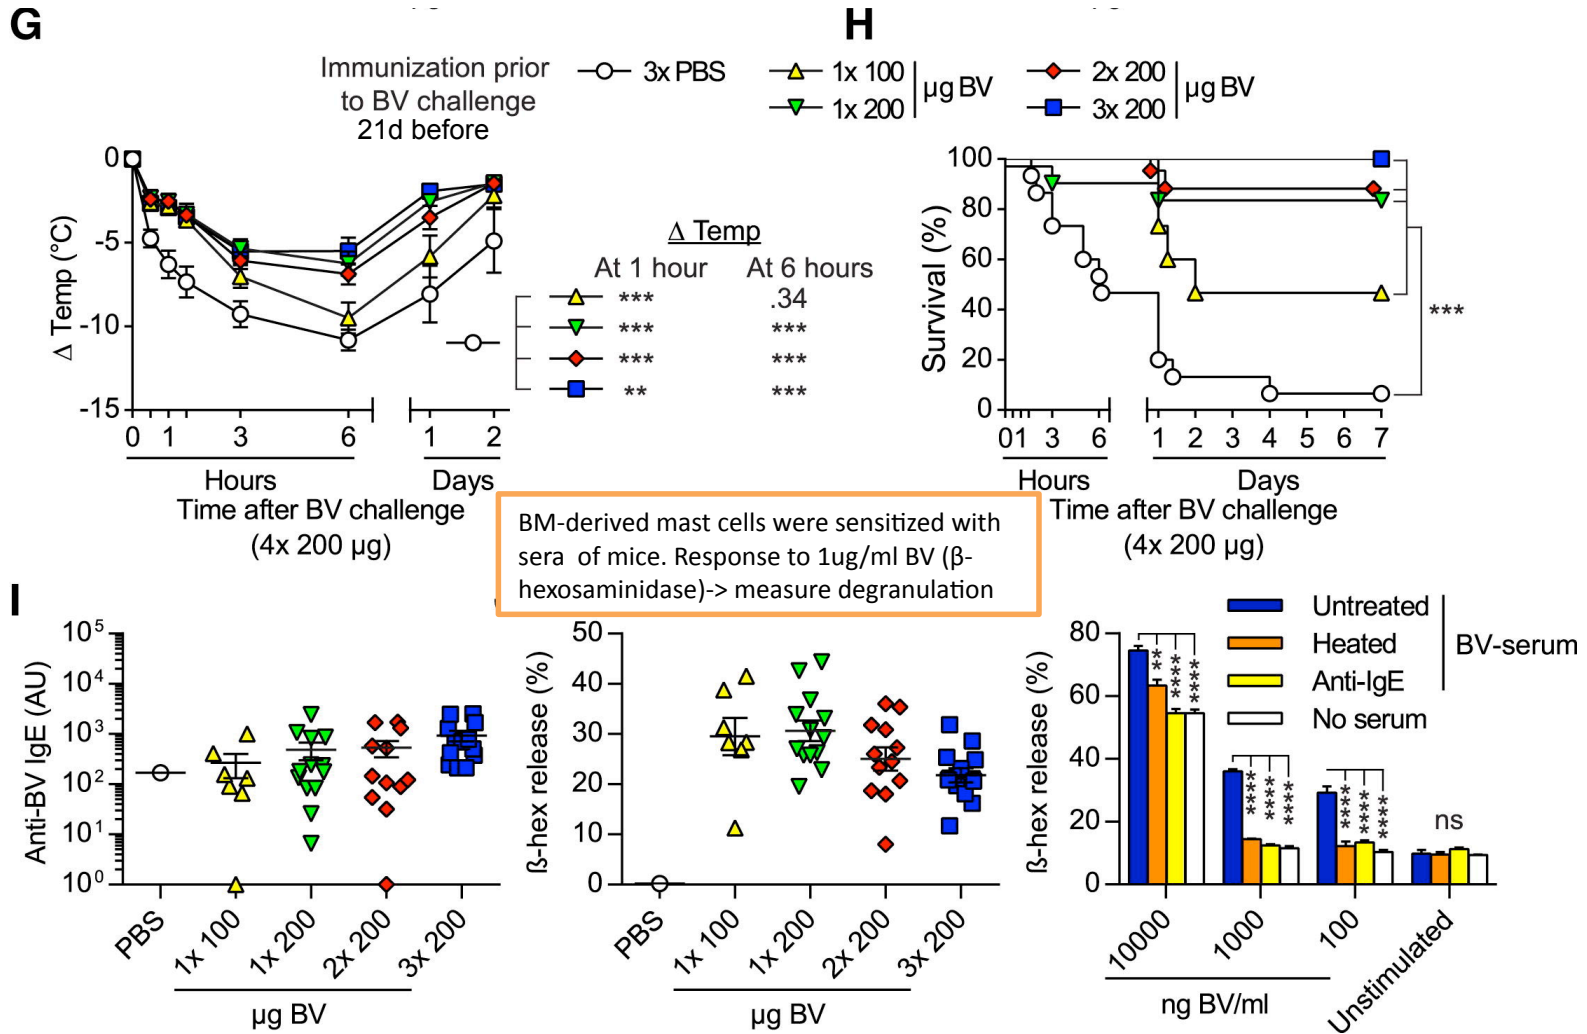 G
H
Immunization prior
to BV challenge
21d before
3x PBS
1x 100
1x 200
µg BV
2x 200
3x 200
µg BV
Δ Temp (°C)
0
-5
-10
-15
0 1 3 6
1 2
Hours
Days
Time after BV challenge
(4x 200 µg)
Δ Temp
At 1 hour At 6 hours
*** .34
*** ***
*** ***
** ***
Survival (%)
100
80
60
40
20
0
01 3 6
1 2 3 4 5 6 7
Hours
Days
Time after BV challenge
(4x 200 µg)
***
BM-derived mast cells were sensitized with
sera of mice. Response to 1ug/ml BV (β-
hexosaminidase)-> measure degranulation
I
Anti-BV IgE (AU)
10⁵
10⁴
10³
10²
10¹
10⁰
PBS
1x 100
1x 200
2x 200
3x 200
µg BV
ß-hex release (%)
50
40
30
20
10
0
PBS
1x 100
1x 200
2x 200
3x 200
µg BV
Untreated
Heated
Anti-IgE
No serum
BV-serum
ß-hex release (%)
80
60
40
20
0
**
****
****
****
****
****
****
****
****
ns
10000
1000
100
Unstimulated
ng BV/ml